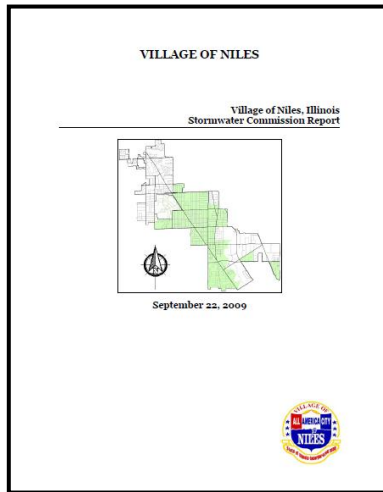 VILLAGE OF NILES
Village of Niles, Illinois
Stormwater Commission Report
September 22, 2009
VILLAGE OF
ALL AMERICA CITY
NILES